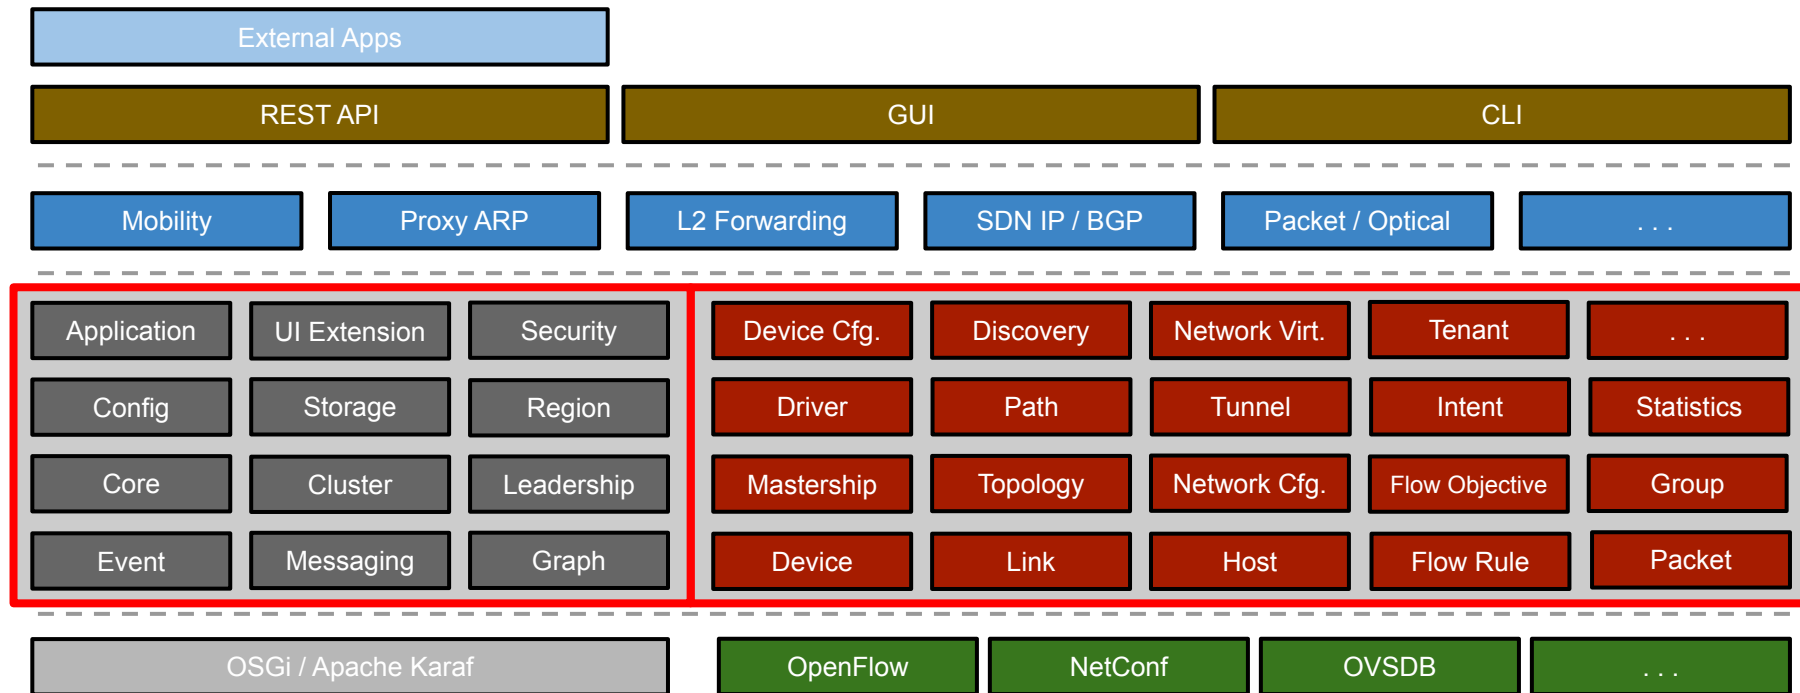 External Apps
REST API GUI CLI
Mobility Proxy ARP L2 Forwarding SDN IP / BGP Packet / Optical . . .
Application UI Extension Security Device Cfg. Discovery Network Virt. Tenant . . .
Config Storage Region Driver Path Tunnel Intent Statistics
Core Cluster Leadership Mastership Topology Network Cfg. Flow Objective Group
Event Messaging Graph Device Link Host Flow Rule Packet
OSGi / Apache Karaf OpenFlow NetConf OVSDB . . .